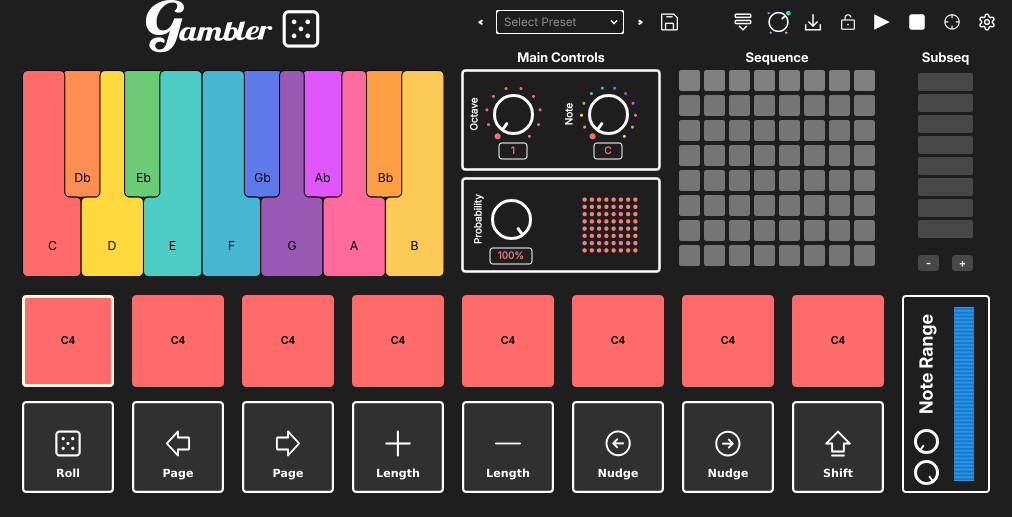 Gambler
Select Preset
Main Controls
Sequence
Subseq
Db
Eb
Gb
Ab
Bb
C
D
E
F
G
A
B
Octave
1
Note
C
Probability
100%
-
+
C4
C4
C4
C4
C4
C4
C4
C4
Note Range
Roll
Page
Page
Length
Length
Nudge
Nudge
Shift